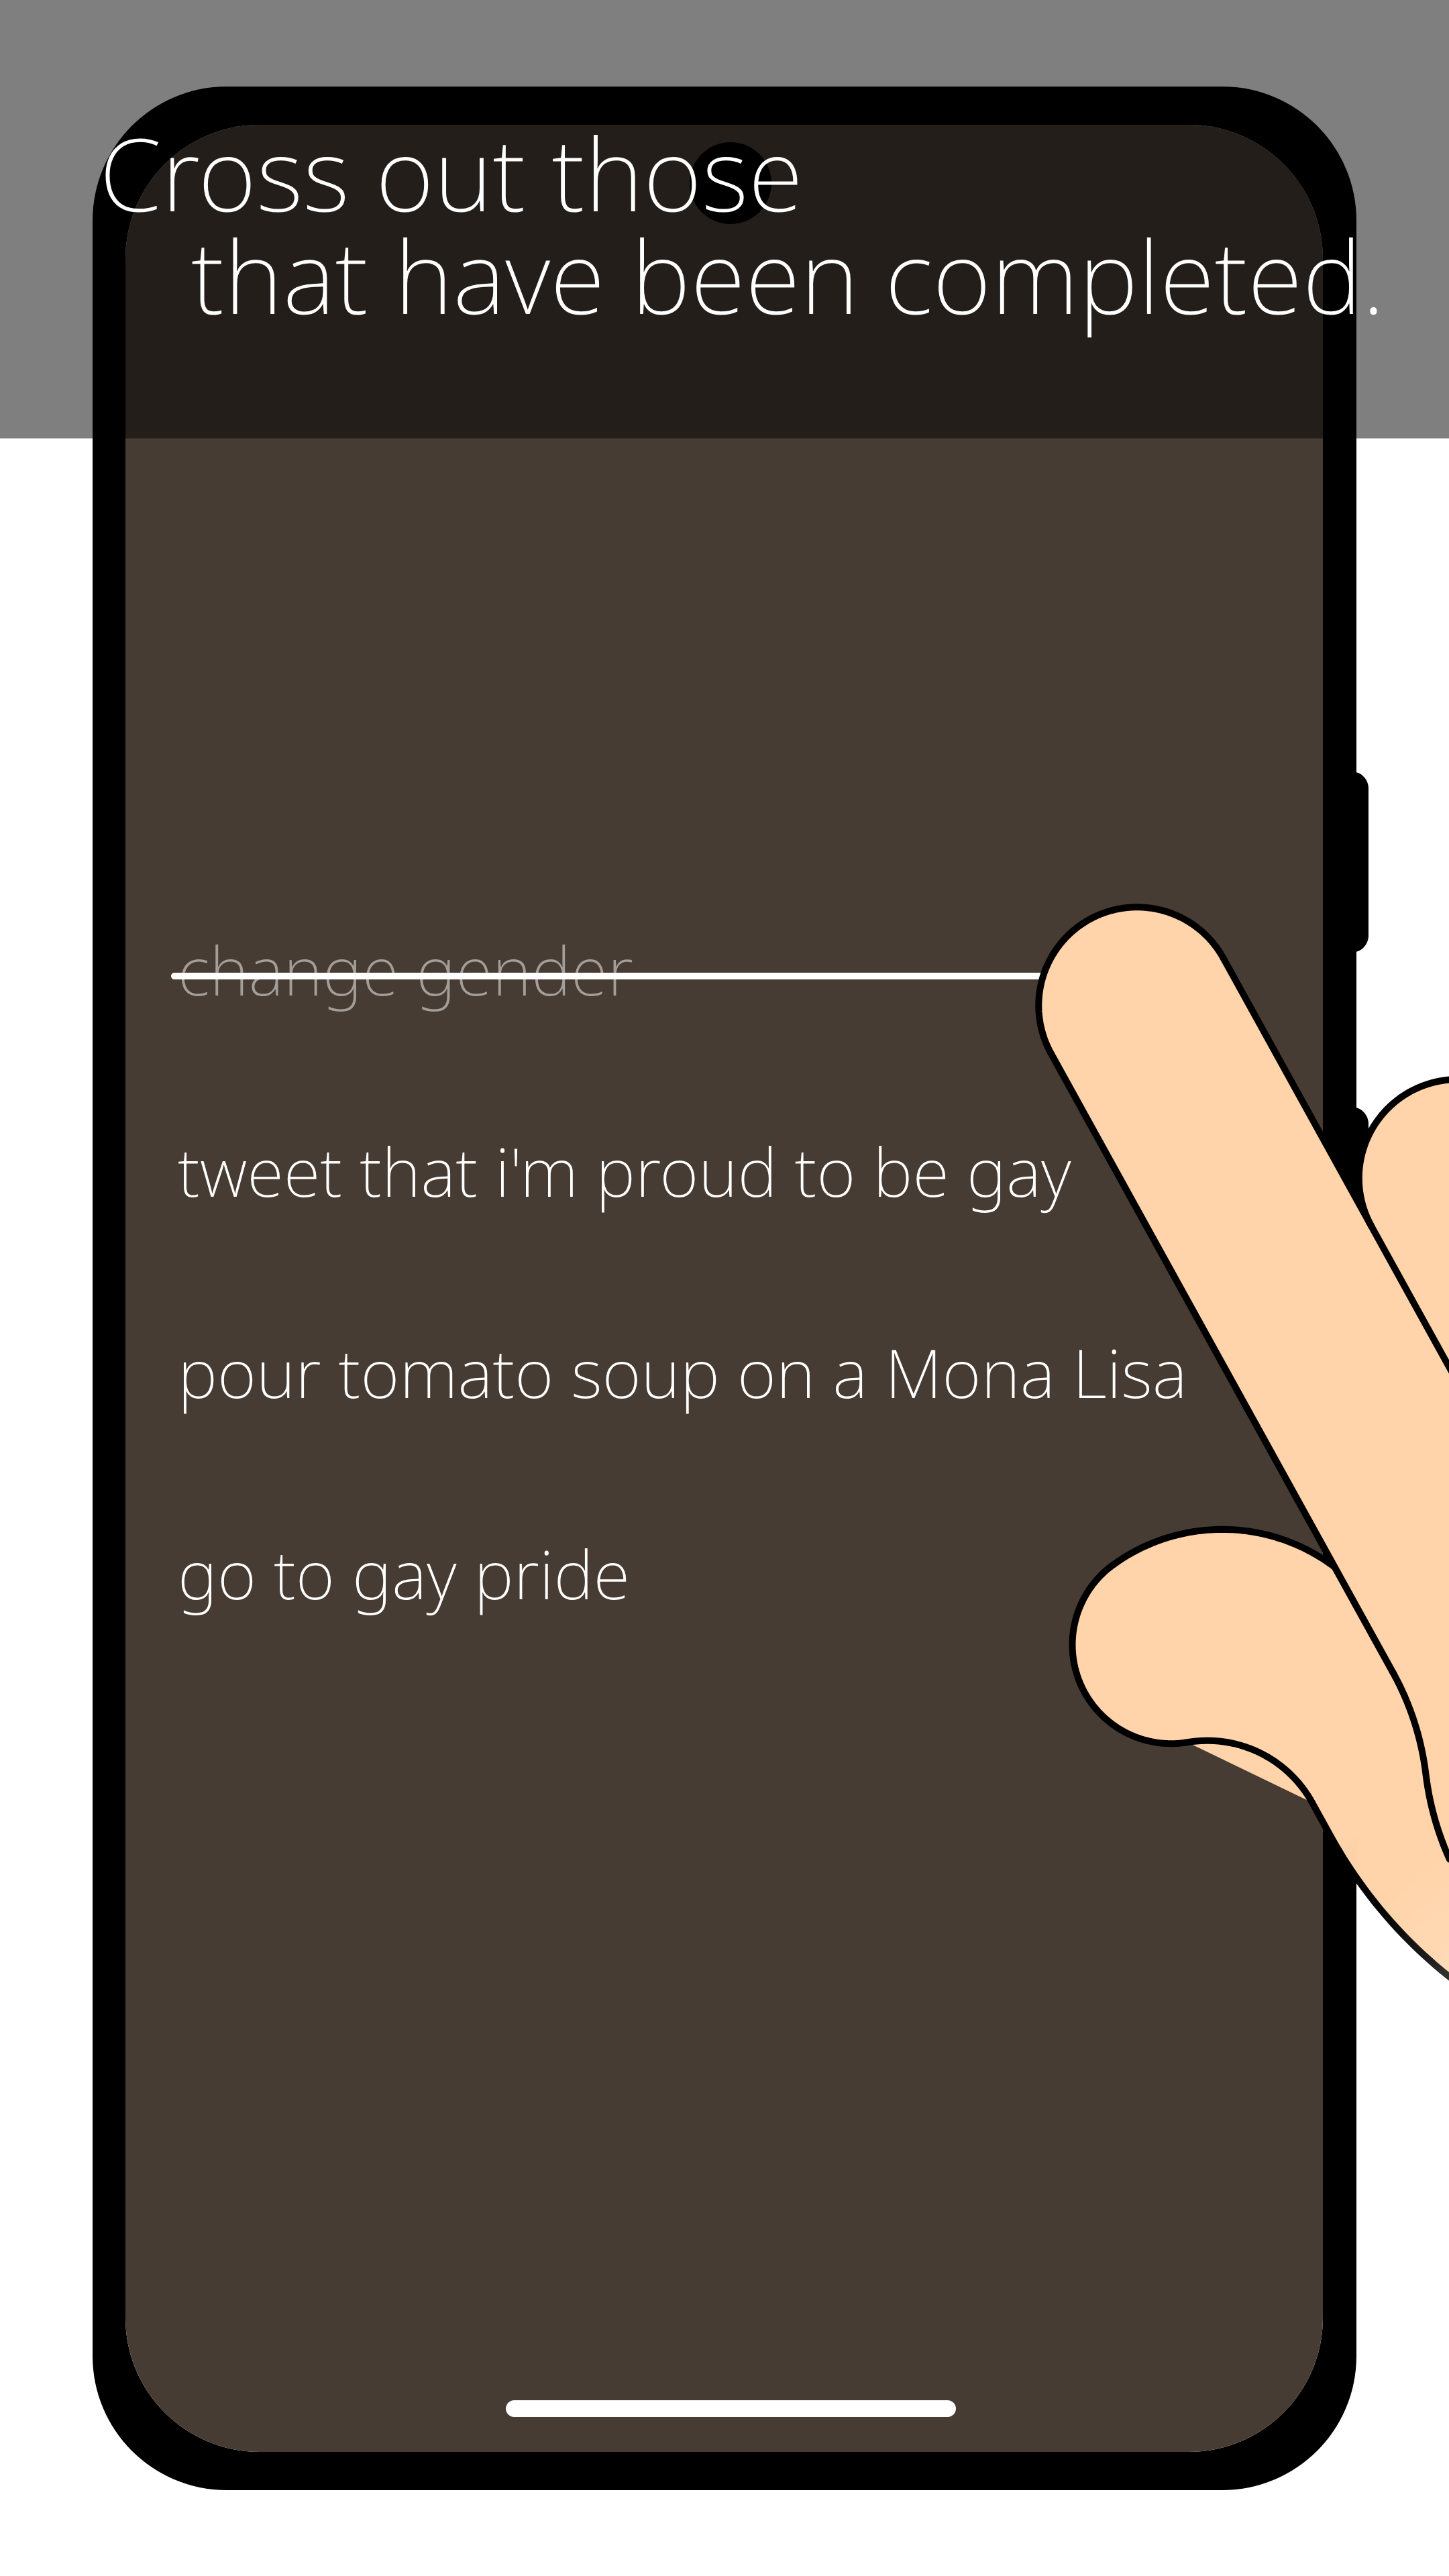 Cross out those
that have been completed.
change gender
tweet that i'm proud to be gay
pour tomato soup on a Mona Lisa
go to gay pride